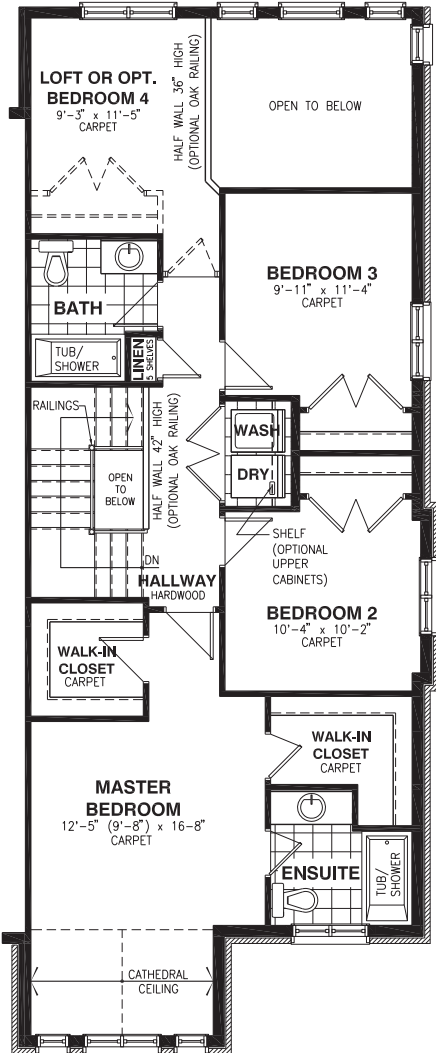 LOFT OR OPT.
BEDROOM 4
9'-3" x 11'-5"
CARPET
HALF WALL 36" HIGH
(OPTIONAL OAK RAILING)
OPEN TO BELOW
BEDROOM 3
9'-11" x 11'-4"
CARPET
BATH
TUB/
SHOWER
LINEN
5 SHELVES
RAILINGS
OPEN
TO
BELOW
HALF WALL 42" HIGH
(OPTIONAL OAK RAILING)
WASH
DRY
SHELF
(OPTIONAL
UPPER
CABINETS)
DN
HALLWAY
HARDWOOD
BEDROOM 2
10'-4" x 10'-2"
CARPET
WALK-IN
CLOSET
CARPET
WALK-IN
CLOSET
CARPET
MASTER
BEDROOM
12'-5" (9'-8") x 16'-8"
CARPET
ENSUITE
TUB/
SHOWER
CATHEDRAL
CEILING